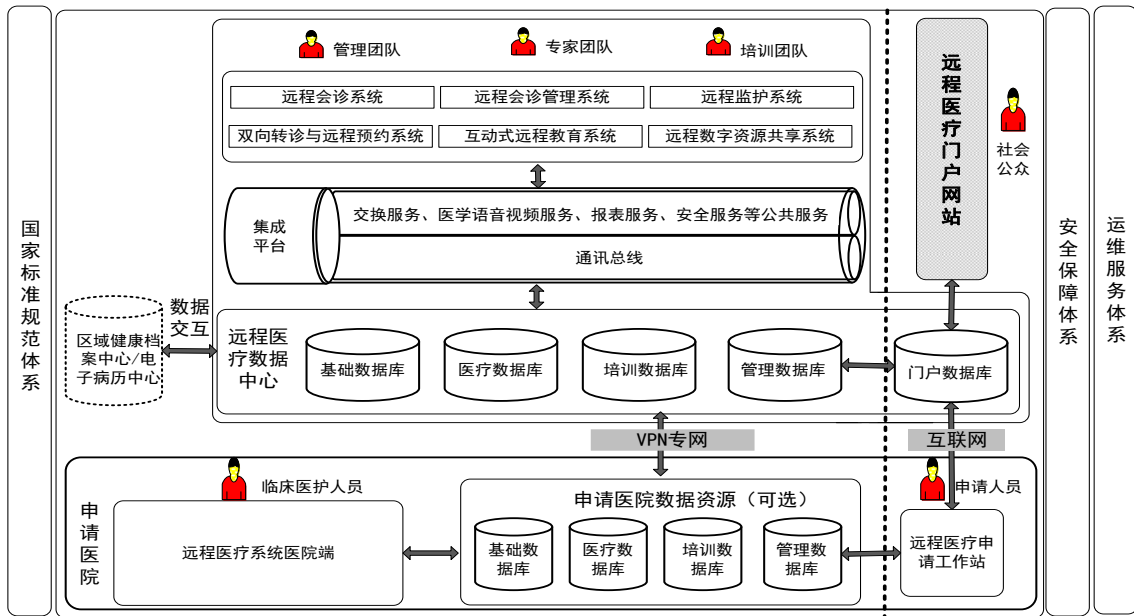 管理团队
专家团队
培训团队
远程会诊系统
远程会诊管理系统
远程监护系统
双向转诊与远程预约系统
互动式远程教育系统
远程数字资源共享系统
远程医疗门户网站
社会
公众
集成
平台
交换服务、医学语音视频服务、报表服务、安全服务等公共服务
通讯总线
国家标准规范体系
安全保障体系
运维服务体系
数据
交互
区域健康档
案中心/电
子病历中心
远程医
疗数据
中心
基础数据库
医疗数据库
培训数据库
管理数据库
门户数据库
VPN专网
互联网
申请医院
临床医护人员
远程医疗系统医院端
申请医院数据资源（可选）
基础数
据库
医疗数
据库
培训数
据库
管理数
据库
申请人员
远程医疗申
请工作站